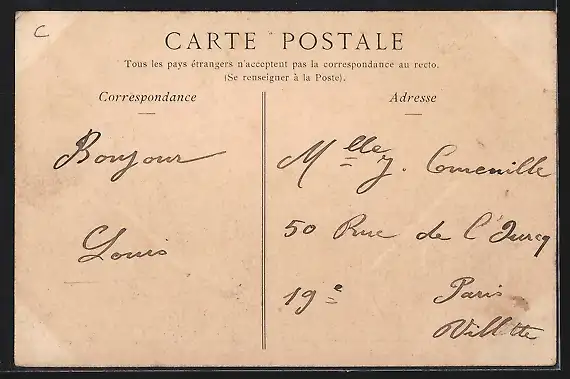 C
CARTE POSTALE
Tous les pays étrangers n'acceptent pas la correspondance au recto.
(Se renseigner à la Poste).
Correspondance
Adresse
Bonjour
Louis
Mlle J. Comenille
50 Rue de l'Ourcq
19e Paris
Villette